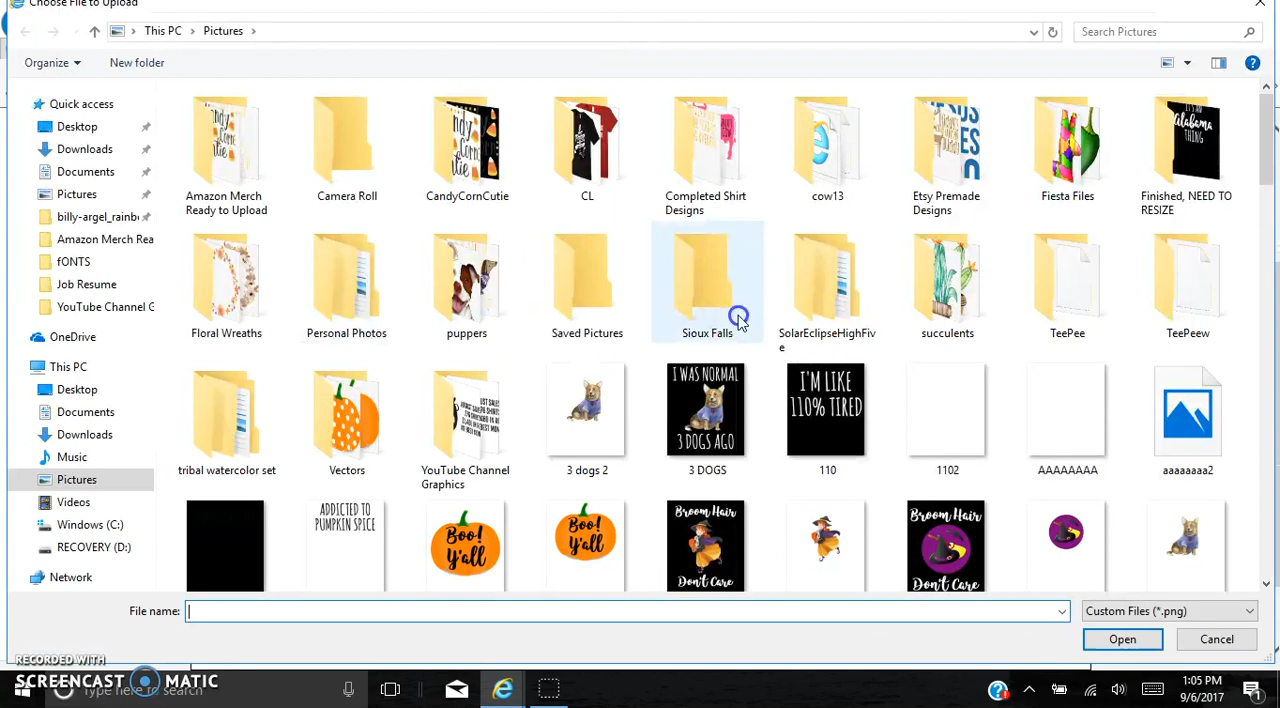 Choose File to Upload
This PC > Pictures >
Search Pictures
Organize
New folder
Quick access
Desktop
Downloads
Documents
Pictures
billy-argel_rainb
Amazon Merch Rea
fONTS
Job Resume
YouTube Channel G
OneDrive
This PC
Desktop
Documents
Downloads
Music
Pictures
Videos
Windows (C:)
RECOVERY (D:)
Network
Amazon Merch Ready to Upload
Camera Roll
CandyCornCutie
CL
Completed Shirt Designs
cow13
Etsy Premade Designs
Fiesta Files
IT'S AN
Alabama
THING
Finished, NEED TO RESIZE
Floral Wreaths
Personal Photos
puppers
Saved Pictures
Sioux Falls
SolarEclipseHighFive
succulents
TeePee
TeePeew
tribal watercolor set
Vectors
YouTube Channel Graphics
3 dogs 2
I WAS NORMAL
3 DOGS AGO
3 DOGS
I'M LIKE
110% TIRED
110
1102
AAAAAAAA
aaaaaaaa2
ADDICTED TO
PUMPKIN SPICE
Boo!
Y'all
Boo!
Y'all
Broom Hair
Don't Care
Broom Hair
Don't Care
File name:
Custom Files (*.png)
Open
Cancel
RECORDED WITH
SCREENCAST MATIC
Type here to search
1:05 PM
9/6/2017
1